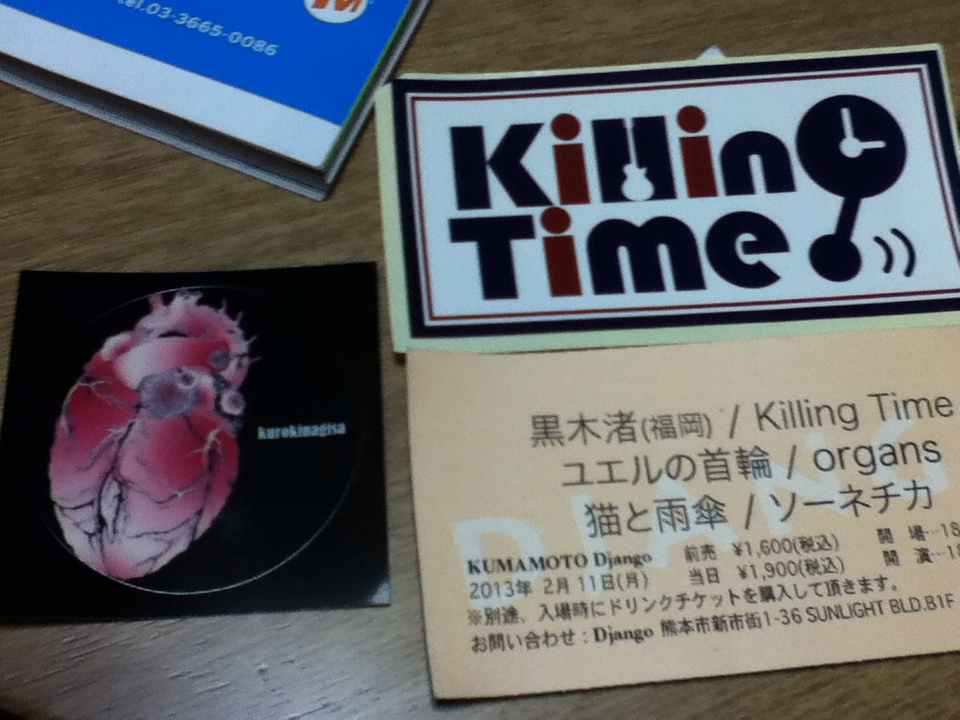 tel.03-3665-0086
Killing
Time
kurokinagisa
黒木渚(福岡) / Killing Time
ユエルの首輪 / organs
猫と雨傘 / ソーネチカ
DJANG
KUMAMOTO Django 前売 ¥1,600(税込) 開 場…18
2013年 2月11日(月) 当日 ¥1,900(税込) 開 演…18
※別途、入場時にドリンクチケットを購入して頂きます。
お問い合わせ：Django 熊本市新市街1-36 SUNLIGHT BLD.B1F